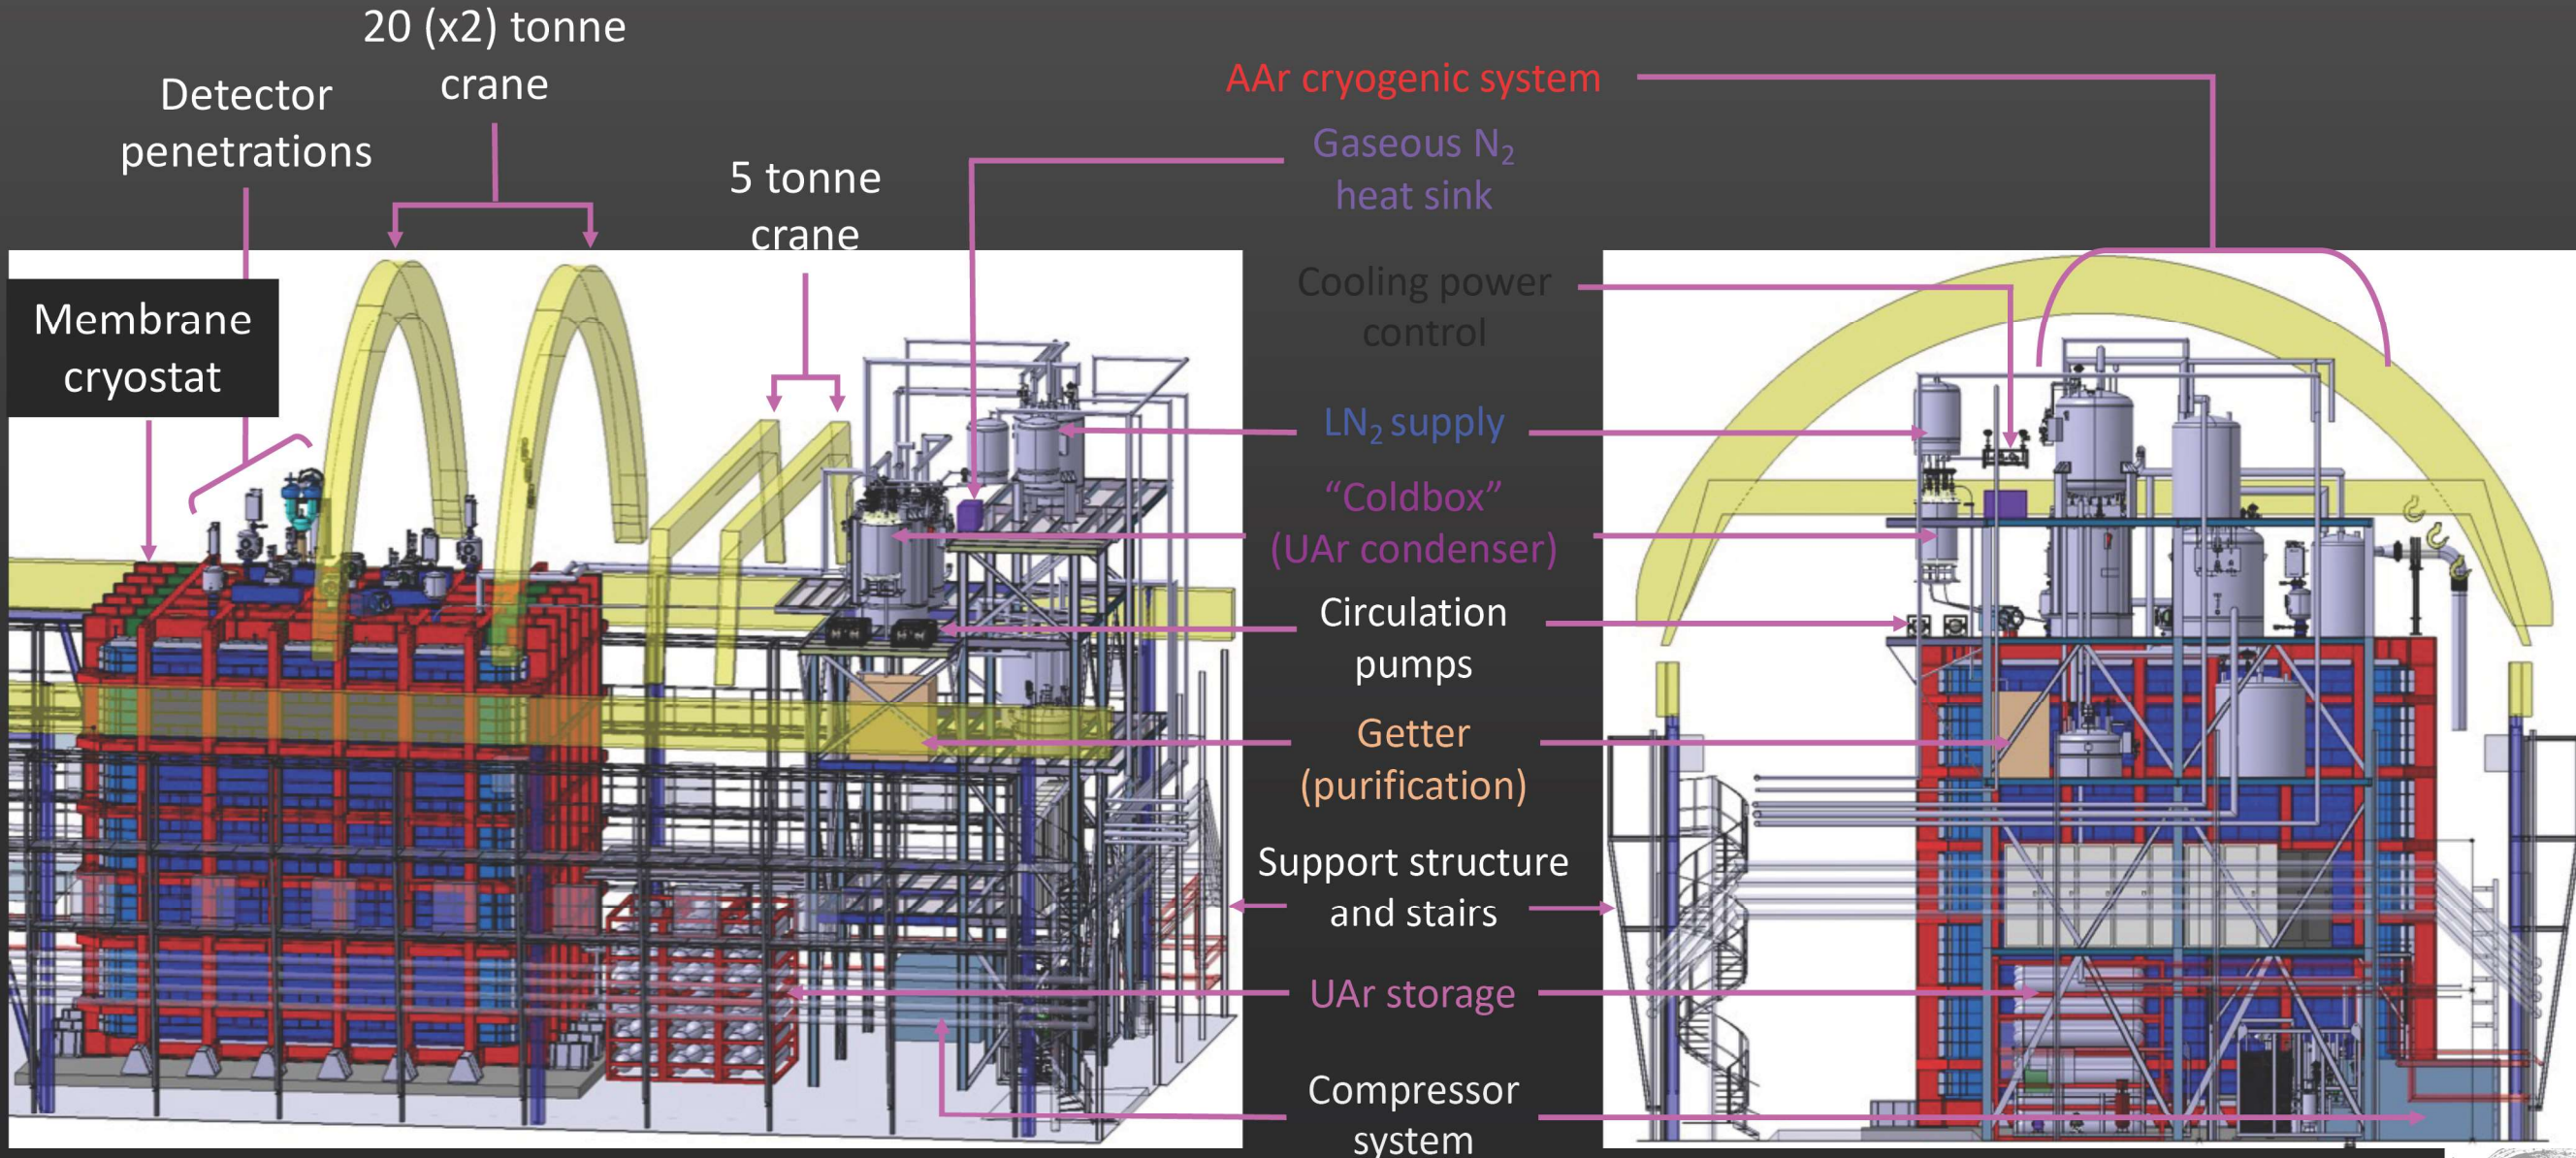 20 (x2) tonne
crane
Detector
penetrations
5 tonne
crane
Membrane
cryostat
AAr cryogenic system
Gaseous N₂
heat sink
Cooling power
control
LN₂ supply
“Coldbox”
(UAr condenser)
Circulation
pumps
Getter
(purification)
Support structure
and stairs
UAr storage
Compressor
system